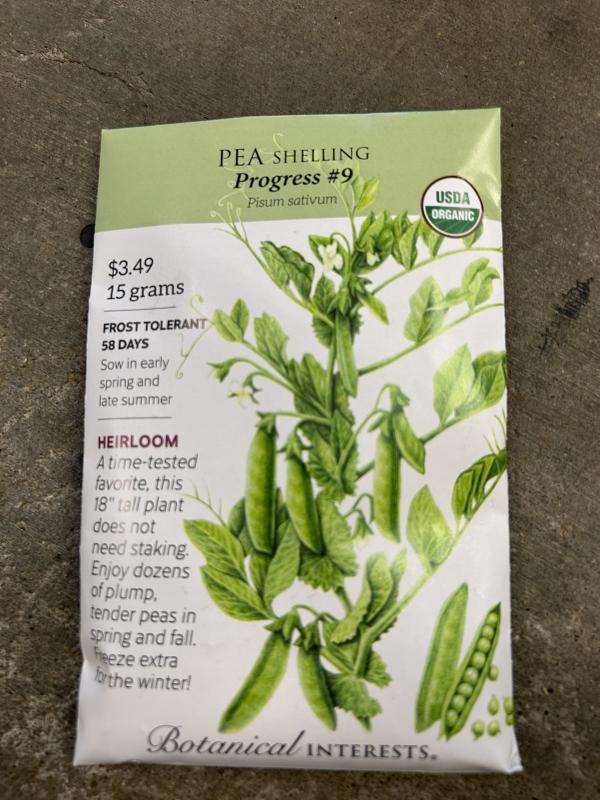 PEA SHELLING
Progress #9
Pisum sativum
USDA
ORGANIC
$3.49
15 grams
FROST TOLERANT
58 DAYS
Sow in early
spring and
late summer
HEIRLOOM
A time-tested
favorite, this
18" tall plant
does not
need staking.
Enjoy dozens
of plump,
tender peas in
spring and fall.
Freeze extra
for the winter!
Botanical INTERESTS®